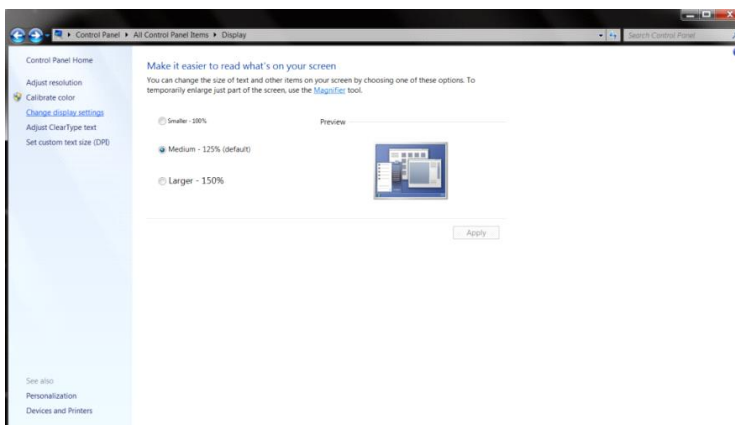 Control Panel ▸ All Control Panel Items ▸ Display
Search Control Panel
Control Panel Home
Adjust resolution
Calibrate color
Change display settings
Adjust ClearType text
Set custom text size (DPI)
See also
Personalization
Devices and Printers
Make it easier to read what's on your screen
You can change the size of text and other items on your screen by choosing one of these options. To
temporarily enlarge just part of the screen, use the Magnifier tool.
Smaller - 100%
Preview
Medium - 125% (default)
Larger - 150%
Apply